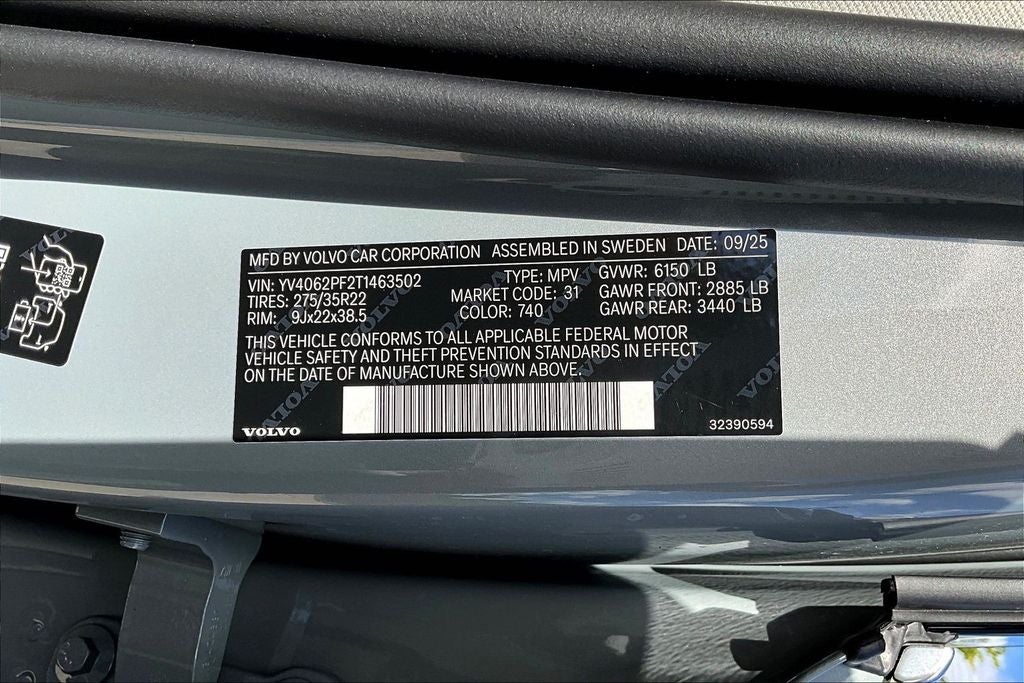 MFD BY VOLVO CAR CORPORATION ASSEMBLED IN SWEDEN DATE: 09/25
VIN: YV4062PF2T1463502 TYPE: MPV GVWR: 6150 LB
TIRES: 275/35R22 MARKET CODE: 31 GAWR FRONT: 2885 LB
RIM: 9Jx22x38.5 COLOR: 740 GAWR REAR: 3440 LB
THIS VEHICLE CONFORMS TO ALL APPLICABLE FEDERAL MOTOR
VEHICLE SAFETY AND THEFT PREVENTION STANDARDS IN EFFECT
ON THE DATE OF MANUFACTURE SHOWN ABOVE.
VOLVO 32390594